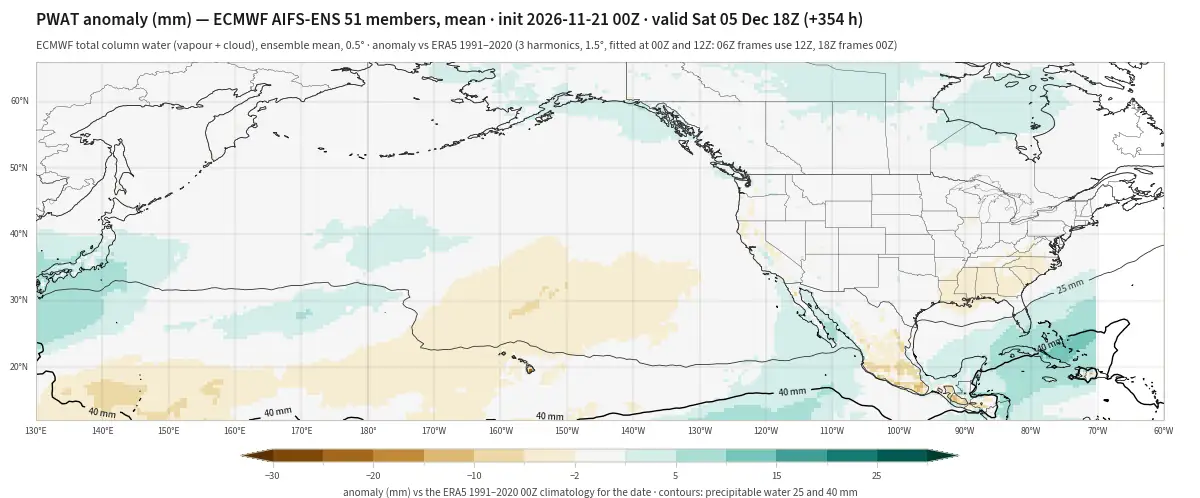 PWAT anomaly (mm) — ECMWF AIFS-ENS 51 members, mean · init 2026-11-21 00Z · valid Sat 05 Dec 18Z (+354 h)
ECMWF total column water (vapour + cloud), ensemble mean, 0.5° · anomaly vs ERA5 1991–2020 (3 harmonics, 1.5°, fitted at 00Z and 12Z: 06Z frames use 12Z, 18Z frames 00Z)
60°N
50°N
40°N
30°N
20°N
25 mm
40 mm
40 mm
40 mm
40 mm
40 mm
130°E 140°E 150°E 160°E 170°E 180° 170°W 160°W 150°W 140°W 130°W 120°W 110°W 100°W 90°W 80°W 70°W 60°W
−30 −20 −10 −2 5 15 25
anomaly (mm) vs the ERA5 1991–2020 00Z climatology for the date · contours: precipitable water 25 and 40 mm